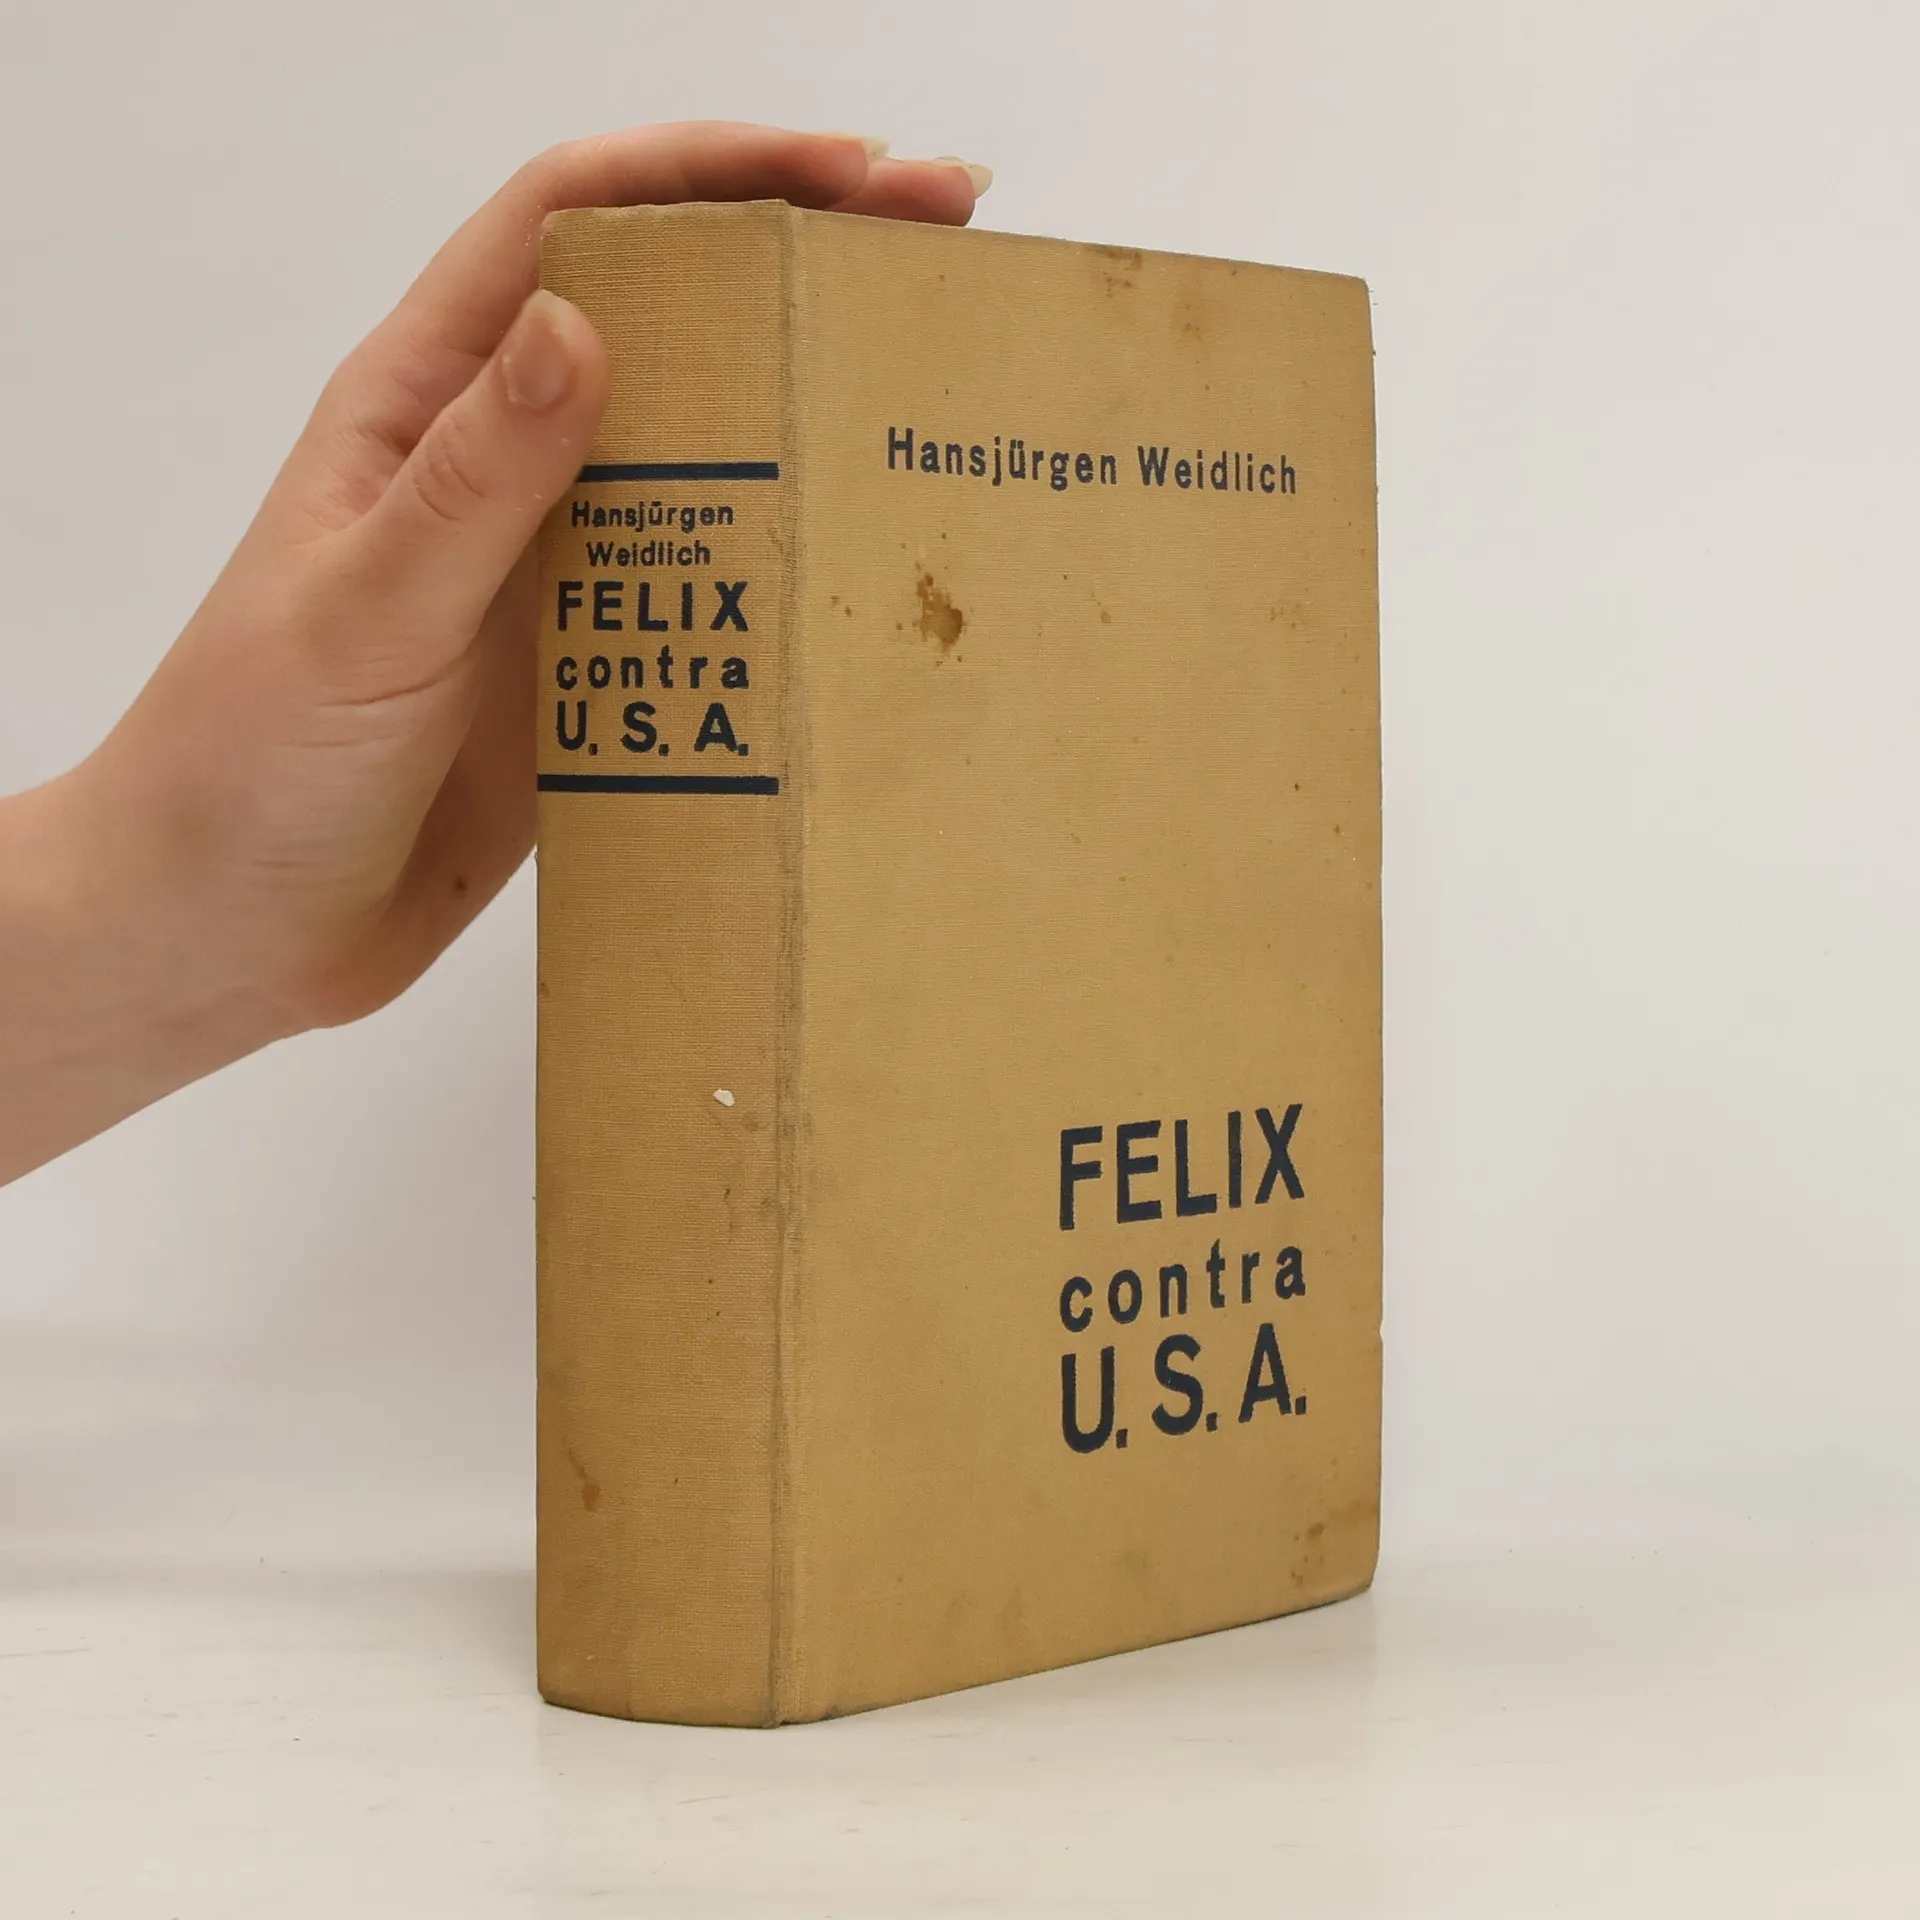 Hansjürgen
Weidlich
FELIX
contra
U. S. A.
Hansjürgen Weidlich
FELIX
contra
U. S. A.